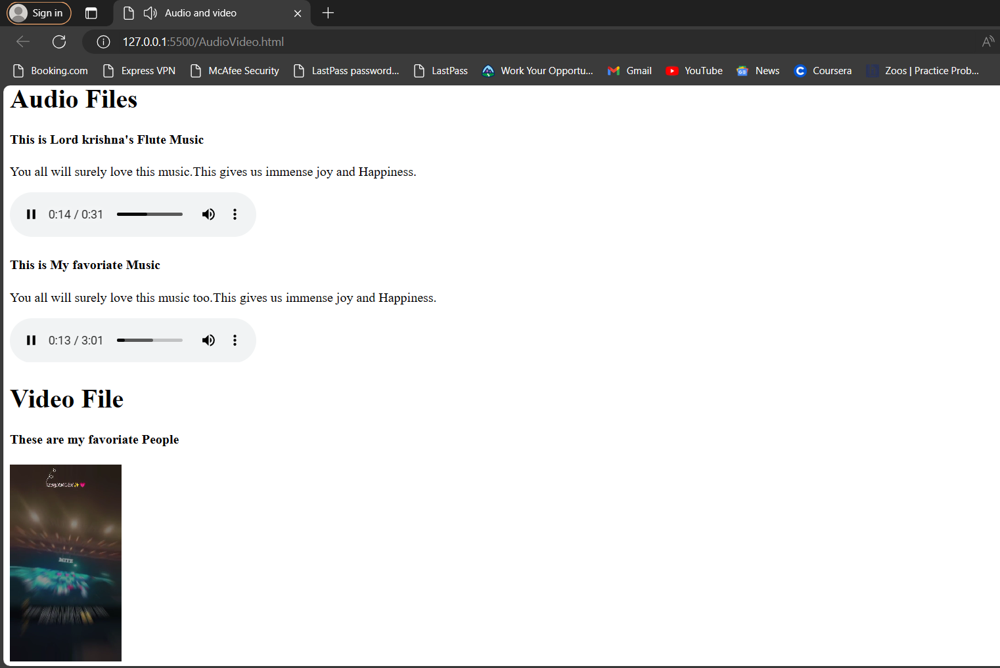 Sign in
Audio and video
127.0.0.1:5500/AudioVideo.html
Booking.com Express VPN McAfee Security LastPass password... LastPass Work Your Opportu... Gmail YouTube News Coursera Zoos | Practice Prob...
Audio Files
This is Lord krishna's Flute Music
You all will surely love this music.This gives us immense joy and Happiness.
0:14 / 0:31
This is My favoriate Music
You all will surely love this music too.This gives us immense joy and Happiness.
0:13 / 3:01
Video File
These are my favoriate People
MITE